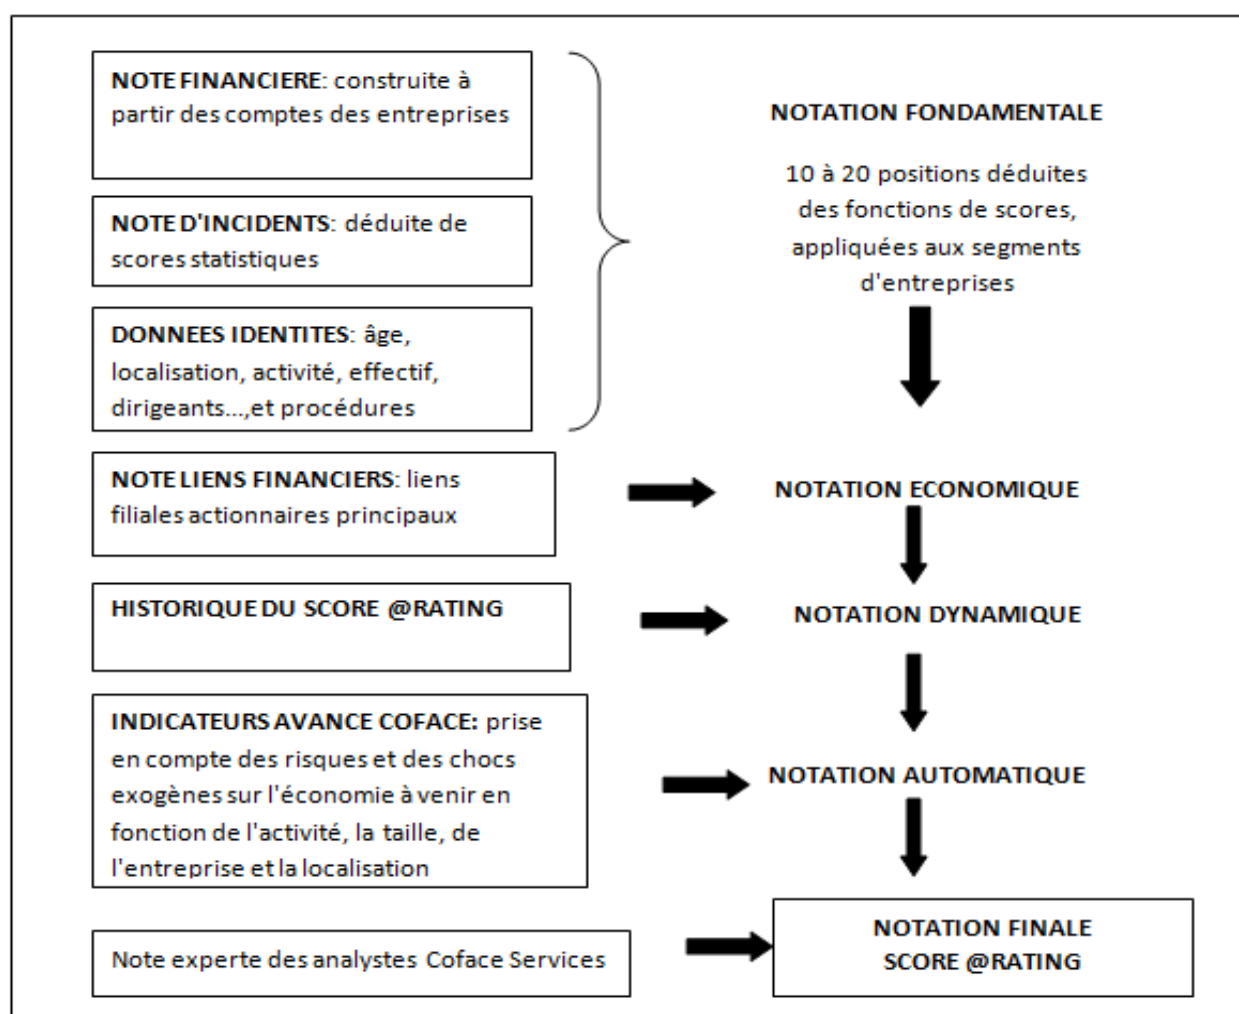 NOTE FINANCIERE: construite à
partir des comptes des entreprises
NOTE D'INCIDENTS: déduite de
scores statistiques
DONNEES IDENTITES: âge,
localisation, activité, effectif,
dirigeants...,et procédures
NOTATION FONDAMENTALE
10 à 20 positions déduites
des fonctions de scores,
appliquées aux segments
d'entreprises
NOTE LIENS FINANCIERS: liens
filiales actionnaires principaux
NOTATION ECONOMIQUE
HISTORIQUE DU SCORE @RATING
NOTATION DYNAMIQUE
INDICATEURS AVANCE COFACE: prise
en compte des risques et des chocs
exogènes sur l'économie à venir en
fonction de l'activité, la taille, de
l'entreprise et la localisation
NOTATION AUTOMATIQUE
Note experte des analystes Coface Services
NOTATION FINALE
SCORE @RATING